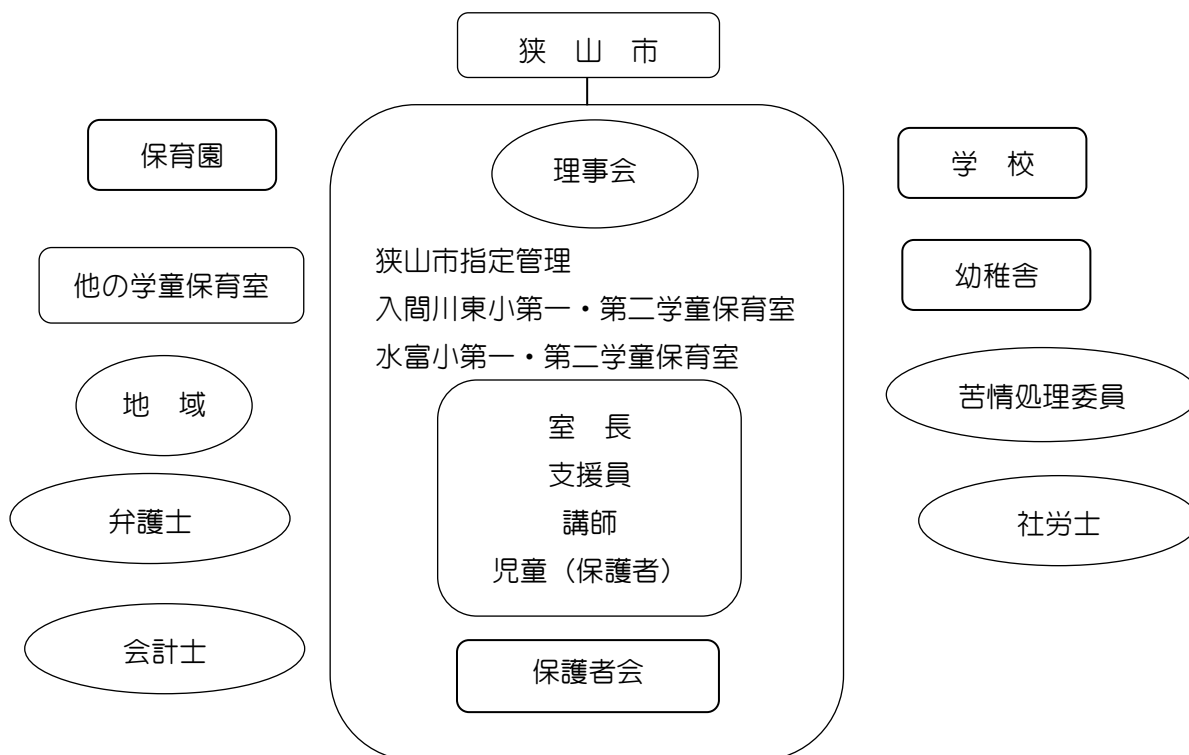 狭　山　市
保育園
理事会
学　校
狭山市指定管理
他の学童保育室
幼稚舎
入間川東小第一・第二学童保育室
水富小第一・第二学童保育室
地　域
苦情処理委員
室　長
支援員
弁護士
講師
社労士
児童（保護者）
会計士
保護者会